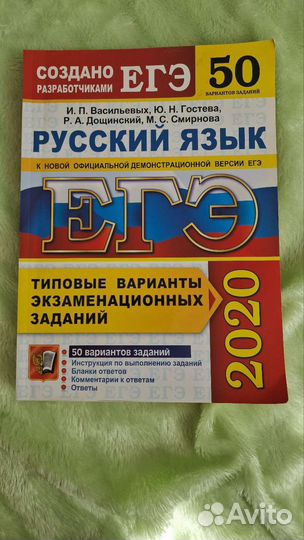 СОЗДАНО
РАЗРАБОТЧИКАМИ
ЕГЭ
50
ВАРИАНТОВ ЗАДАНИЙ
И. П. Васильевых, Ю. Н. Гостева,
Р. А. Дощинский, М. С. Смирнова
РУССКИЙ ЯЗЫК
К НОВОЙ ОФИЦИАЛЬНОЙ ДЕМОНСТРАЦИОННОЙ ВЕРСИИ ЕГЭ
ЕГЭ
ТИПОВЫЕ ВАРИАНТЫ
ЭКЗАМЕНАЦИОННЫХ
ЗАДАНИЙ
2020
50 вариантов заданий
Инструкция по выполнению заданий
Бланки ответов
Комментарии к ответам
Ответы
Avito